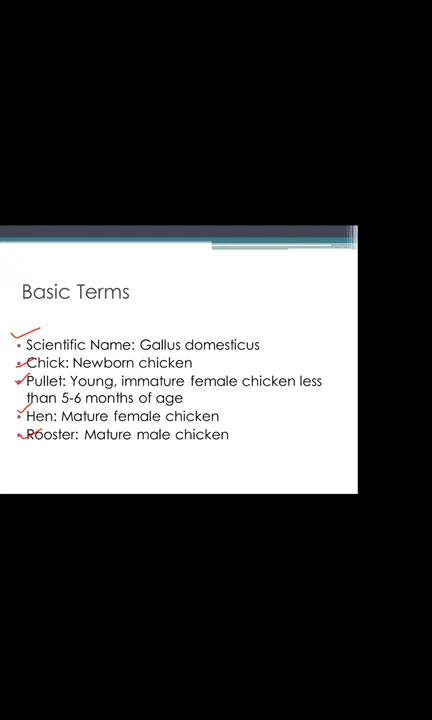 Basic Terms
• Scientific Name: Gallus domesticus
• Chick: Newborn chicken
• Pullet: Young, immature female chicken less
than 5-6 months of age
• Hen: Mature female chicken
• Rooster: Mature male chicken